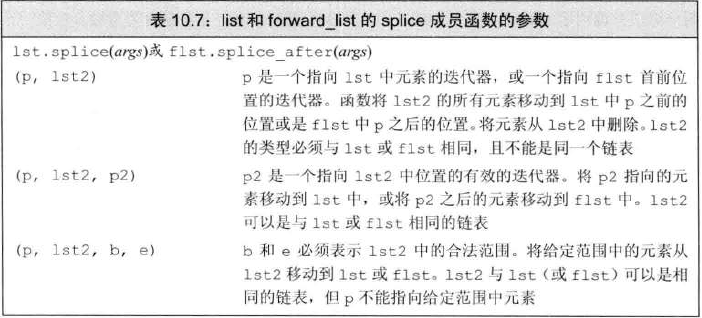 表 10.7：list 和 forward_list 的 splice 成员函数的参数
lst.splice(args)或 flst.splice_after(args)
(p, lst2) p 是一个指向 lst 中元素的迭代器，或一个指向 flst 首前位
置的迭代器。函数将 lst2 的所有元素移动到 lst 中 p 之前的
位置或是 flst 中 p 之后的位置。将元素从 lst2 中删除。lst2
的类型必须与 lst 或 flst 相同，且不能是同一个链表
(p, lst2, p2) p2 是一个指向 lst2 中位置的有效的迭代器。将 p2 指向的元
素移动到 lst 中，或将 p2 之后的元素移动到 flst 中。lst2
可以是与 lst 或 flst 相同的链表
(p, lst2, b, e) b 和 e 必须表示 lst2 中的合法范围。将给定范围中的元素从
lst2 移动到 lst 或 flst。lst2 与 lst（或 flst）可以是相
同的链表，但 p 不能指向给定范围中元素